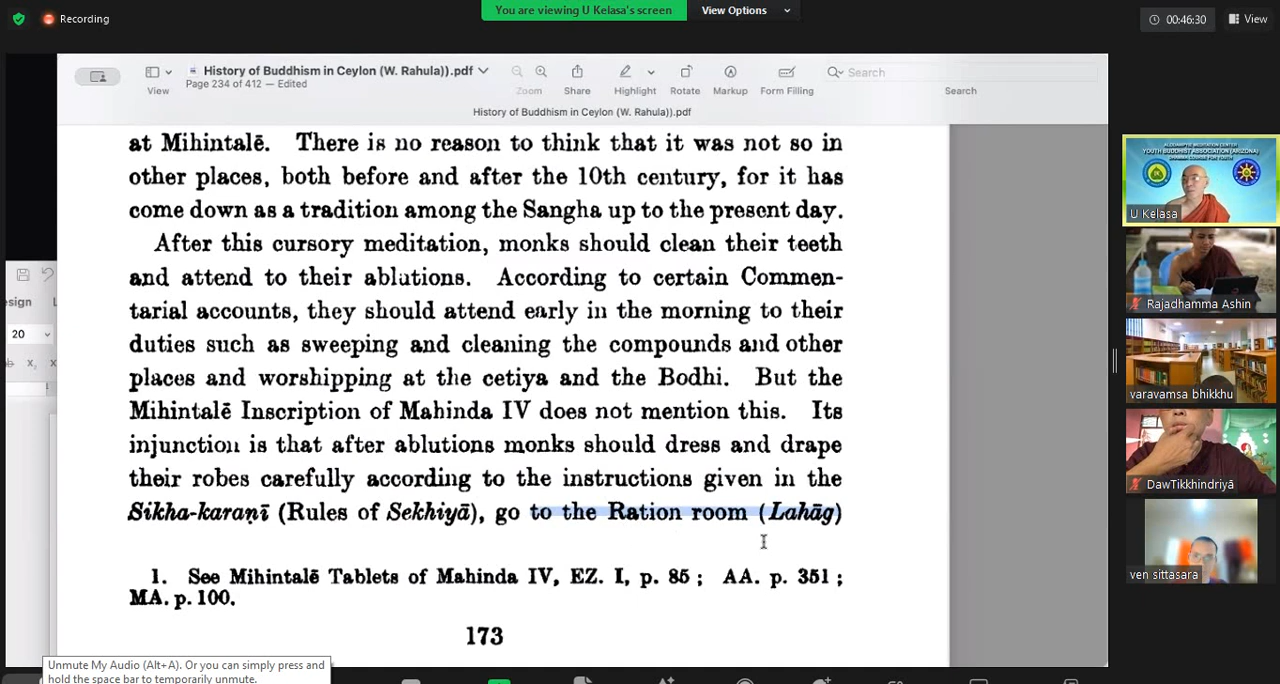 Recording
You are viewing U Kelasa's screen
View Options
00:46:30
View
History of Buddhism in Ceylon (W. Rahula)).pdf
Page 234 of 412 — Edited
View
Zoom
Share
Highlight
Rotate
Markup
Form Filling
Search
Search
History of Buddhism in Ceylon (W. Rahula)).pdf
at Mihintalē. There is no reason to think that it was not so in
other places, both before and after the 10th century, for it has
come down as a tradition among the Sangha up to the present day.
After this cursory meditation, monks should clean their teeth
and attend to their ablutions. According to certain Commen-
tarial accounts, they should attend early in the morning to their
duties such as sweeping and cleaning the compounds and other
places and worshipping at the cetiya and the Bodhi. But the
Mihintalē Inscription of Mahinda IV does not mention this. Its
injunction is that after ablutions monks should dress and drape
their robes carefully according to the instructions given in the
Sikha-karaṇī (Rules of Sekhiyā), go to the Ration room (Lahāg)
1. See Mihintalē Tablets of Mahinda IV, EZ. I, p. 85 ; AA. p. 351 ;
MA. p. 100.
173
sign
20
Unmute My Audio (Alt+A). Or you can simply press and
hold the space bar to temporarily unmute.
YOUTH BUDDHIST ASSOCIATION (ARIZONA)
U Kelasa
Rajadhamma Ashin
varavamsa bhikkhu
DawTikkhindriyā
ven sittasara